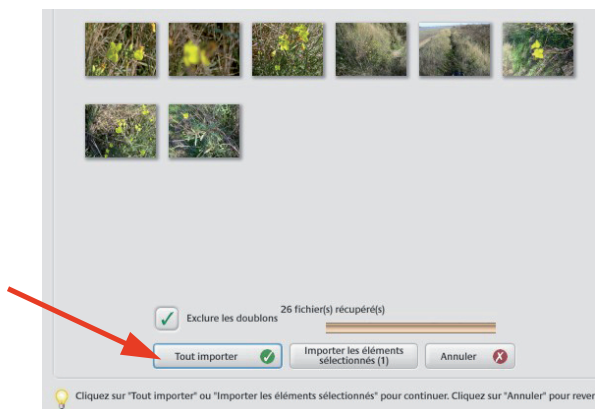 Exclure les doublons
26 fichier(s) récupéré(s)
Tout importer
Importer les éléments
sélectionnés (1)
Annuler
Cliquez sur "Tout importer" ou "Importer les éléments sélectionnés" pour continuer. Cliquez sur "Annuler" pour rever